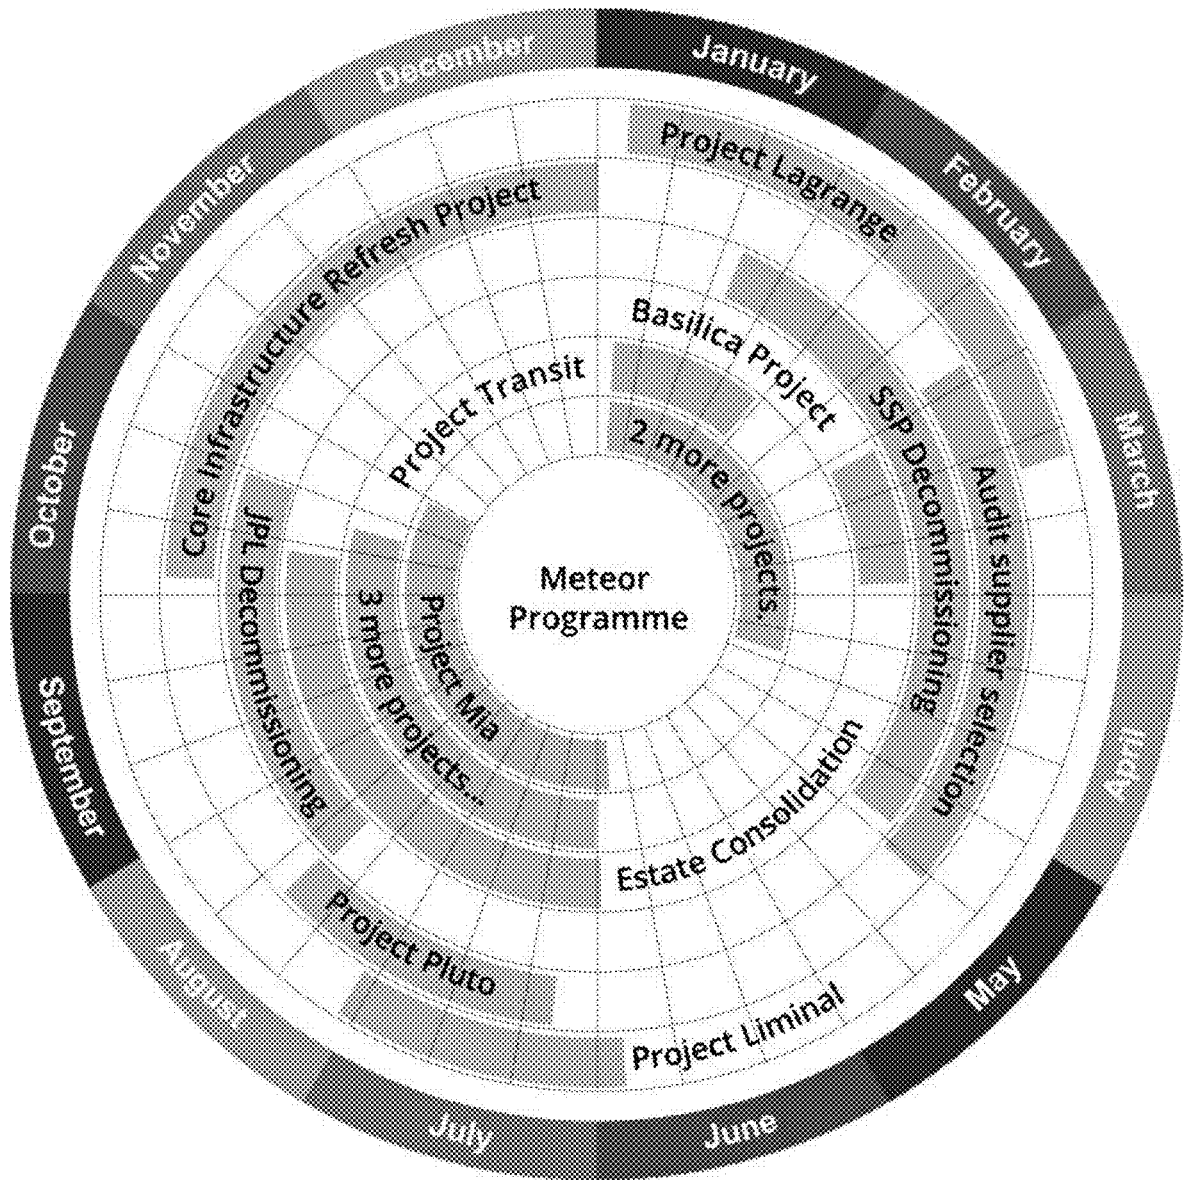 January
February
March
April
May
June
July
August
September
October
November
December
Project Lagrange
Audit supplier selection
SSP Decommissioning
Basilica Project
2 more projects.
Estate Consolidation
Project Liminal
Project Pluto
JPL Decommissioning
3 more projects...
Project Mia
Core Infrastructure Refresh Project
Project Transit
Meteor
Programme